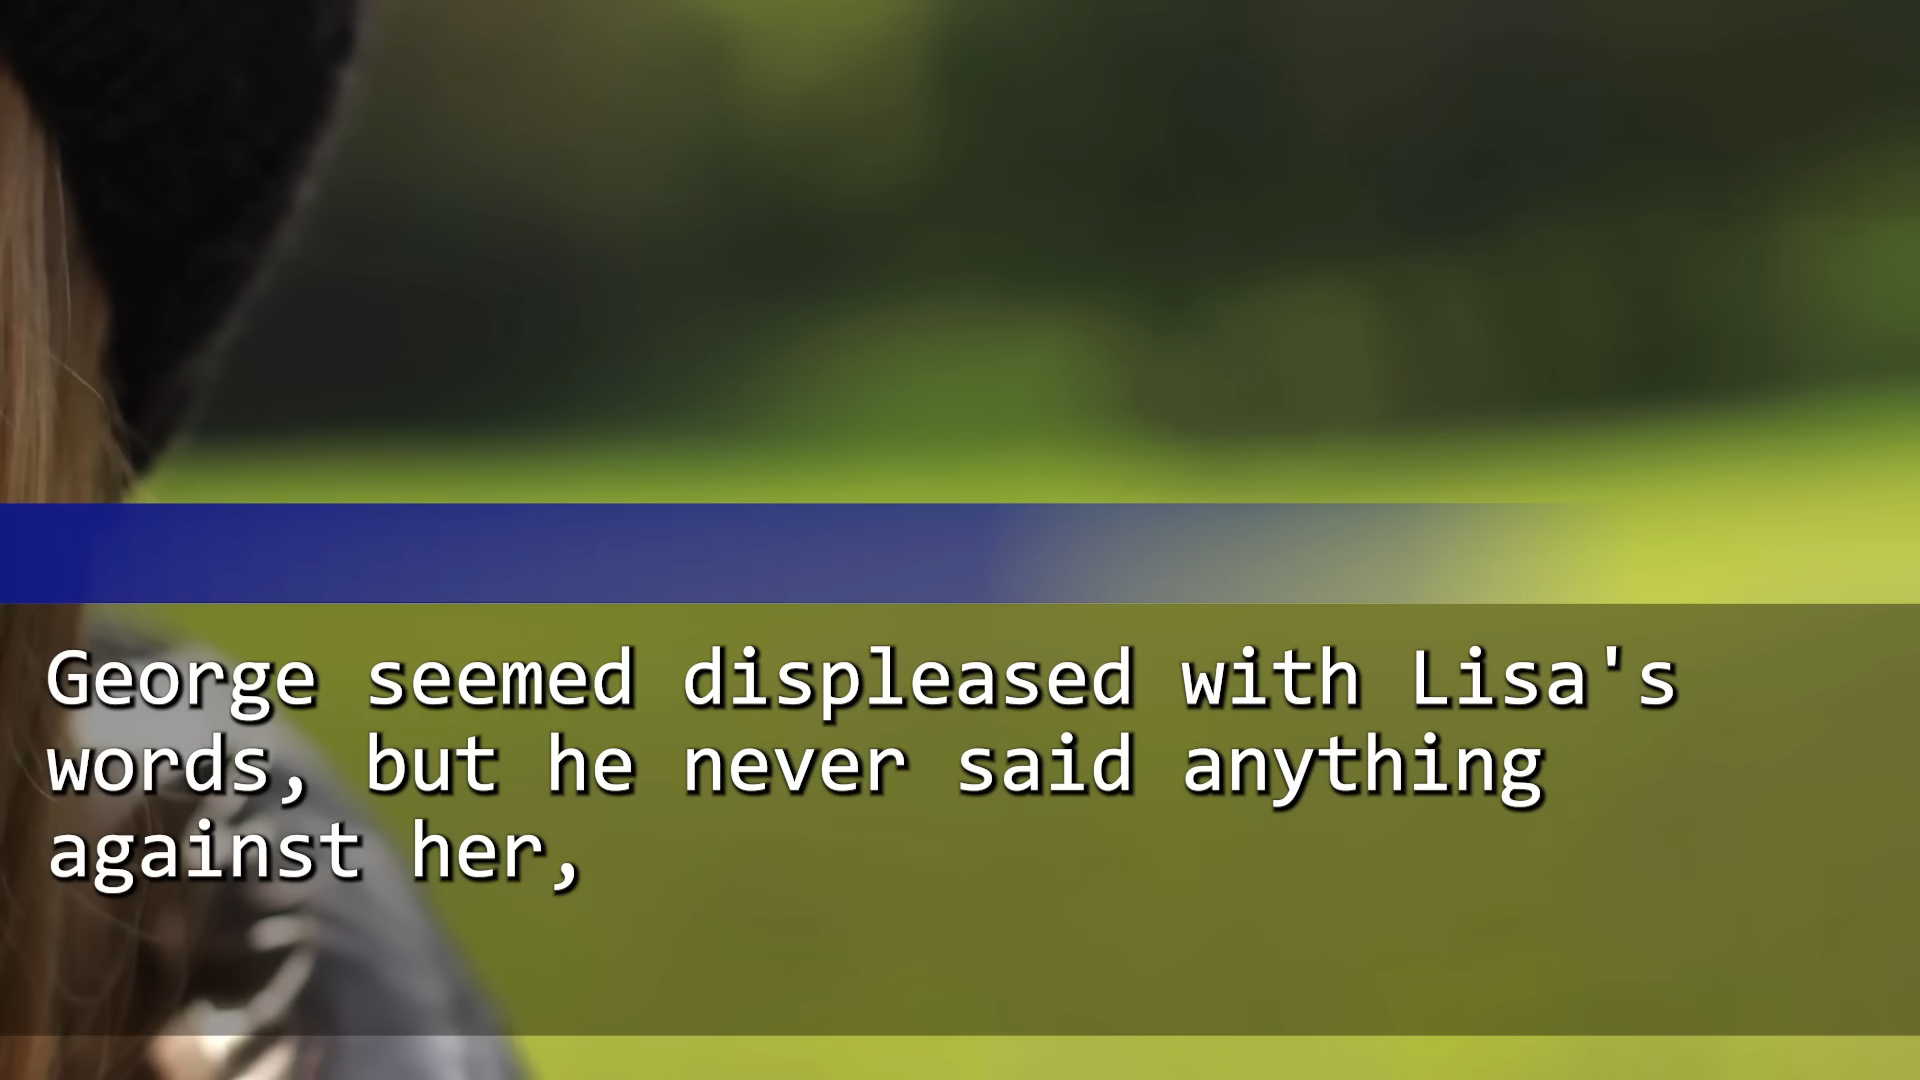 George seemed displeased with Lisa's
words, but he never said anything
against her,